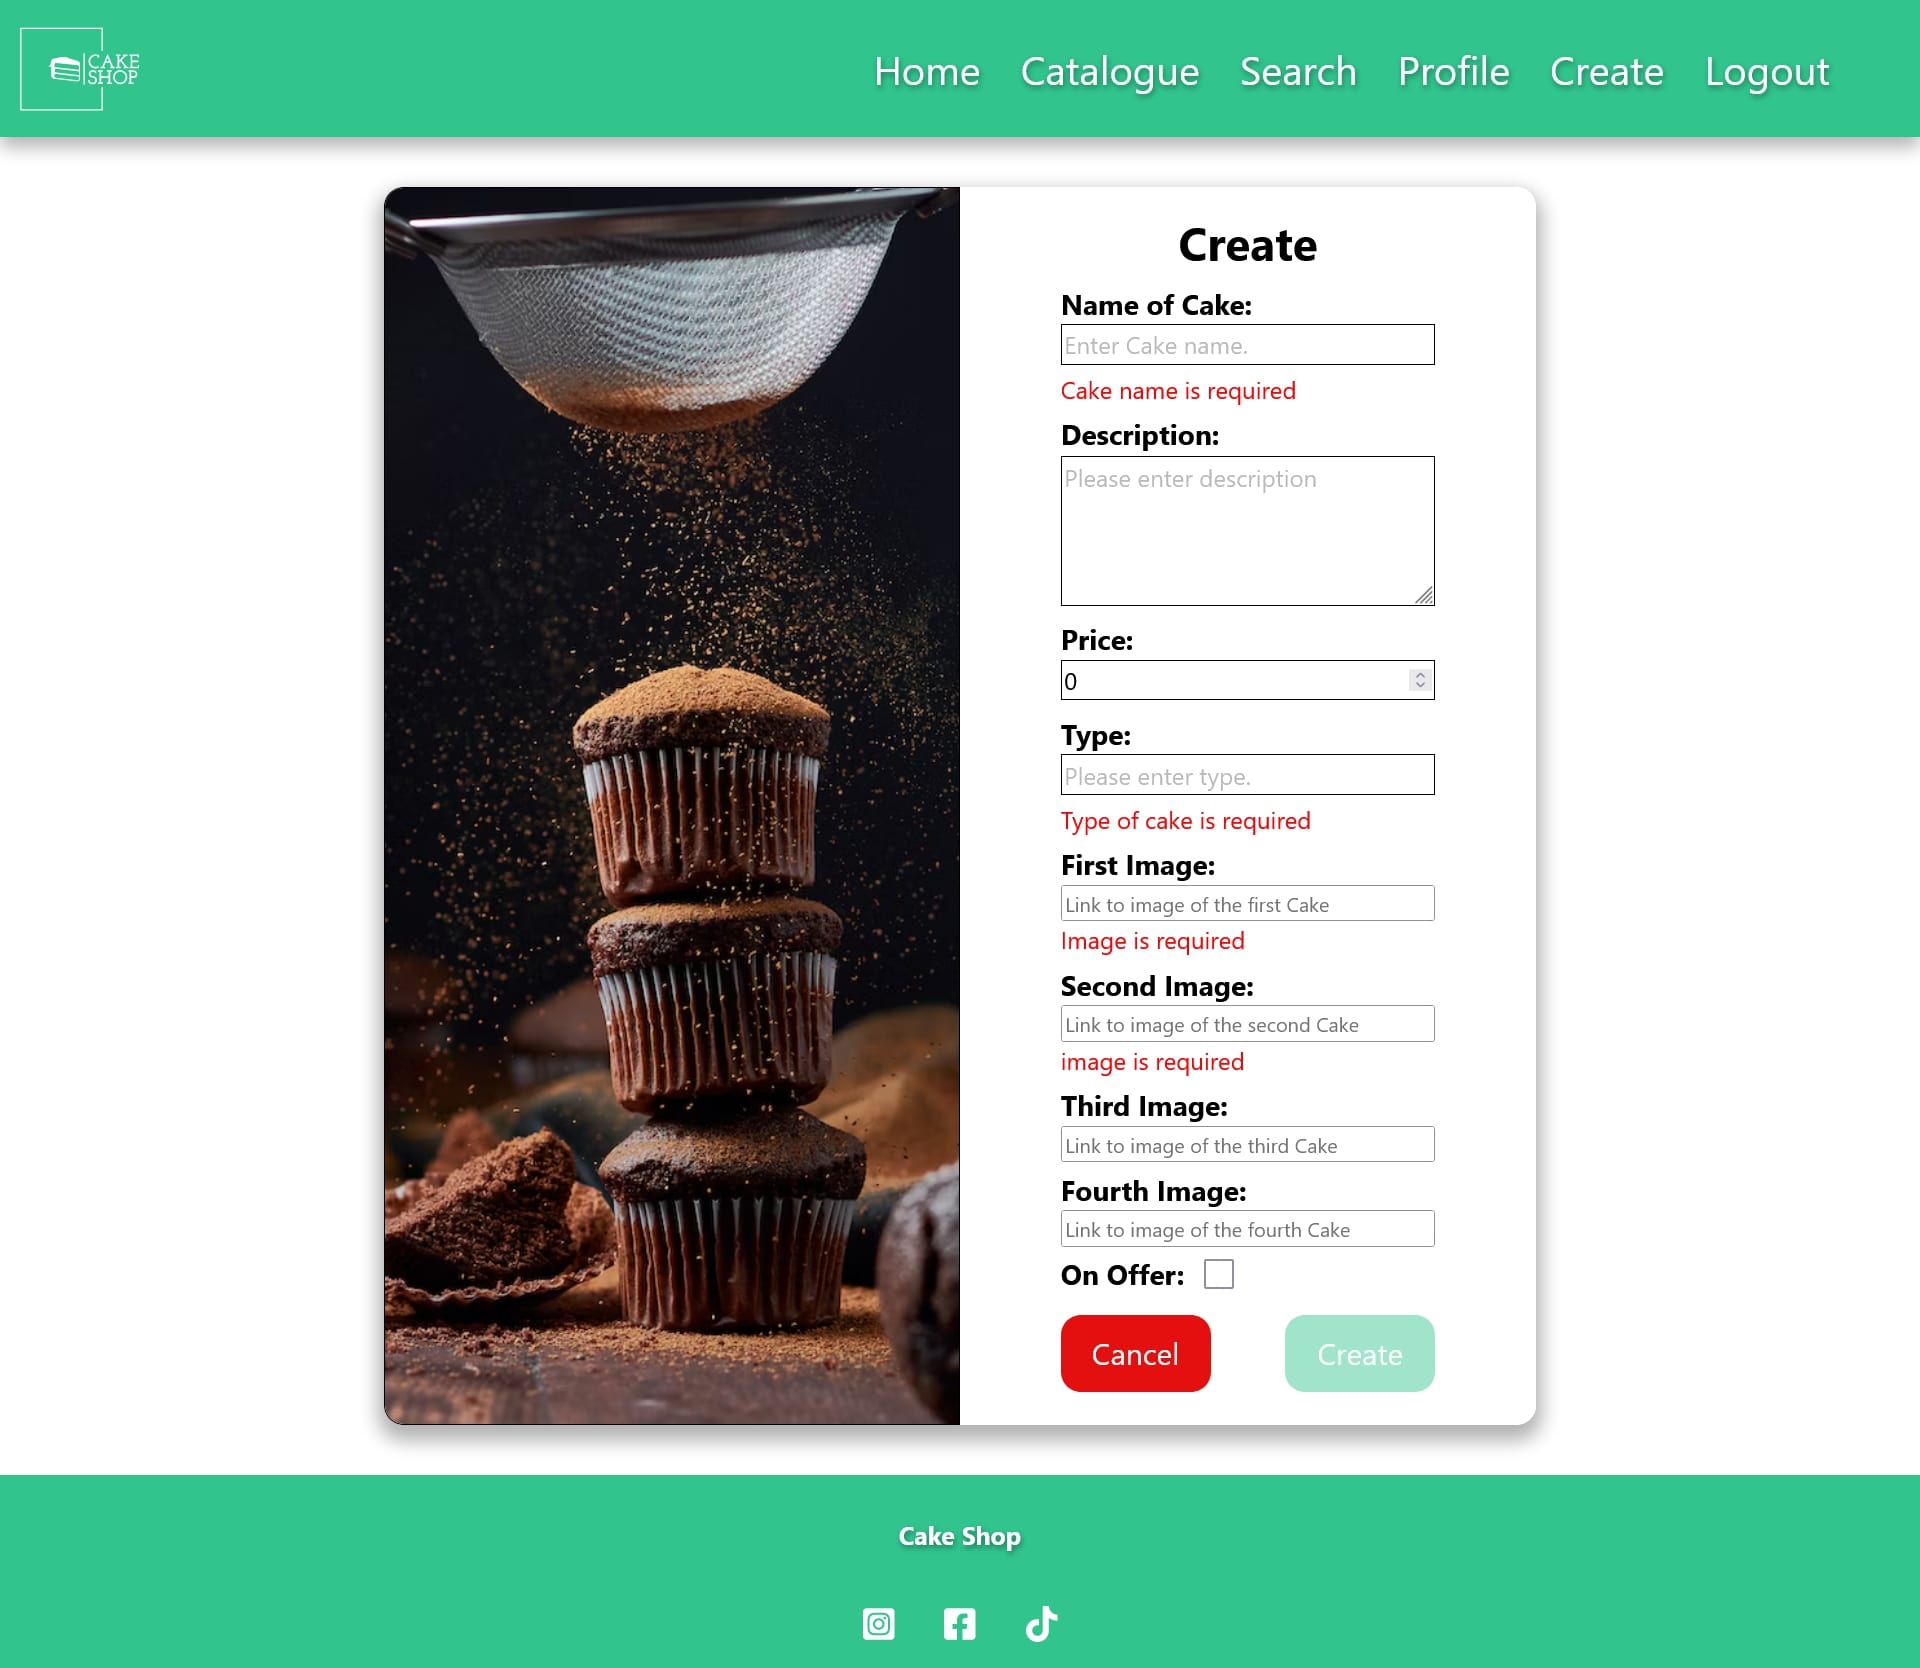 CAKE
SHOP
Home Catalogue Search Profile Create Logout
Create
Name of Cake:
Enter Cake name.
Cake name is required
Description:
Please enter description
Price:
0
Type:
Please enter type.
Type of cake is required
First Image:
Link to image of the first Cake
Image is required
Second Image:
Link to image of the second Cake
image is required
Third Image:
Link to image of the third Cake
Fourth Image:
Link to image of the fourth Cake
On Offer:
Cancel Create
Cake Shop